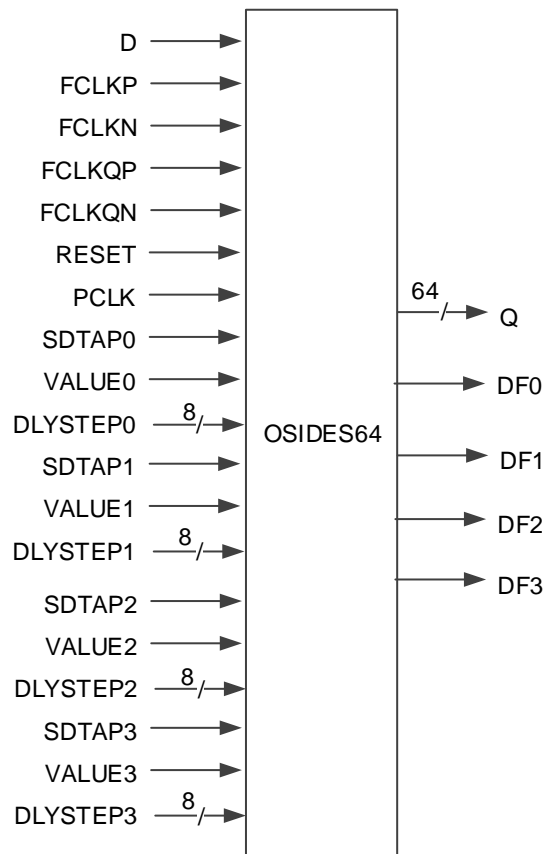 D
FCLKP
FCLKN
FCLKQP
FCLKQN
RESET
PCLK
SDTAP0
VALUE0
DLYSTEP0 8/
SDTAP1
VALUE1
DLYSTEP1 8/
SDTAP2
VALUE2
DLYSTEP2 8/
SDTAP3
VALUE3
DLYSTEP3 8/
OSIDES64
64/ Q
DF0
DF1
DF2
DF3